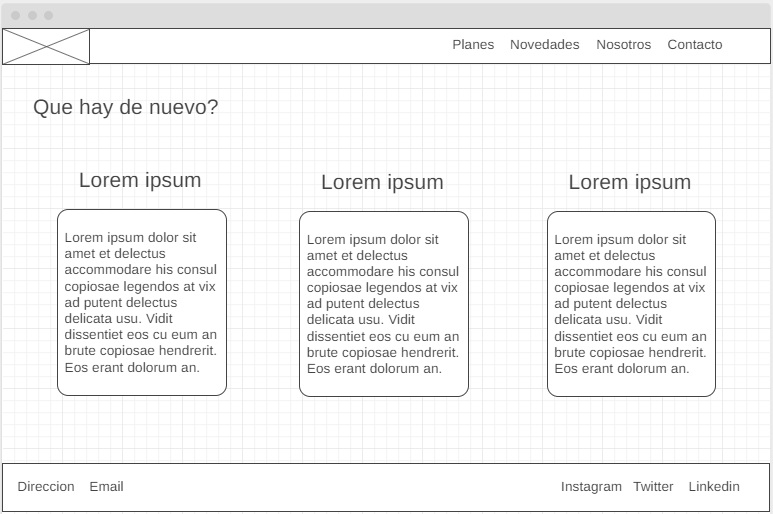 Planes Novedades Nosotros Contacto
Que hay de nuevo?
Lorem ipsum
Lorem ipsum dolor sit
amet et delectus
accommodare his consul
copiosae legendos at vix
ad putent delectus
delicata usu. Vidit
dissentiet eos cu eum an
brute copiosae hendrerit.
Eos erant dolorum an.
Lorem ipsum
Lorem ipsum dolor sit
amet et delectus
accommodare his consul
copiosae legendos at vix
ad putent delectus
delicata usu. Vidit
dissentiet eos cu eum an
brute copiosae hendrerit.
Eos erant dolorum an.
Lorem ipsum
Lorem ipsum dolor sit
amet et delectus
accommodare his consul
copiosae legendos at vix
ad putent delectus
delicata usu. Vidit
dissentiet eos cu eum an
brute copiosae hendrerit.
Eos erant dolorum an.
Direccion Email Instagram Twitter Linkedin